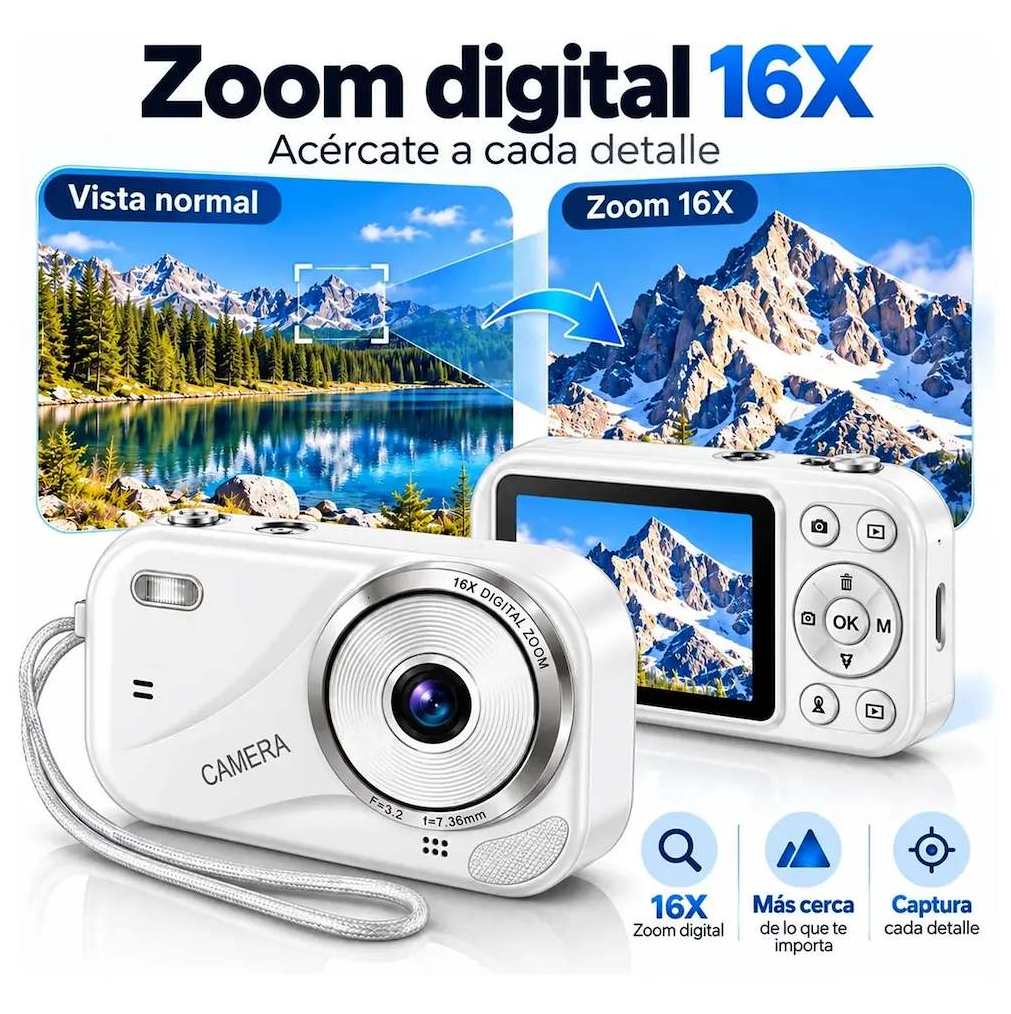 Zoom digital 16X
Acércate a cada detalle
Vista normal
Zoom 16X
16X DIGITAL ZOOM
CAMERA
F=3.2 f=7.36mm
OK
M
16X
Zoom digital
Más cerca
de lo que te
importa
Captura
cada detalle